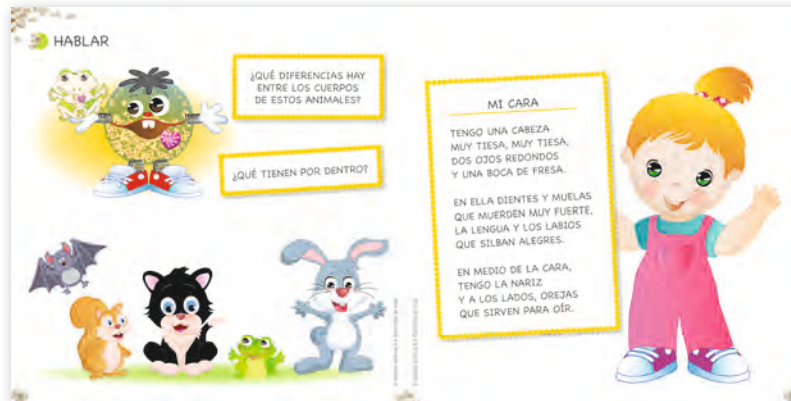 HABLAR
¿QUÉ DIFERENCIAS HAY
ENTRE LOS CUERPOS
DE ESTOS ANIMALES?
¿QUÉ TIENEN POR DENTRO?
MI CARA
TENGO UNA CABEZA
MUY TIESA, MUY TIESA,
DOS OJOS REDONDOS
Y UNA BOCA DE FRESA.
EN ELLA DIENTES Y MUELAS
QUE MUERDEN MUY FUERTE,
LA LENGUA Y LOS LABIOS
QUE SILBAN ALEGRES.
EN MEDIO DE LA CARA,
TENGO LA NARIZ
Y A LOS LADOS, OREJAS
QUE SIRVEN PARA OÍR.